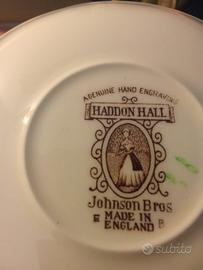 A GENUINE HAND ENGRAVING
HADDON HALL
Johnson Bros
E B
MADE IN
ENGLAND
subito